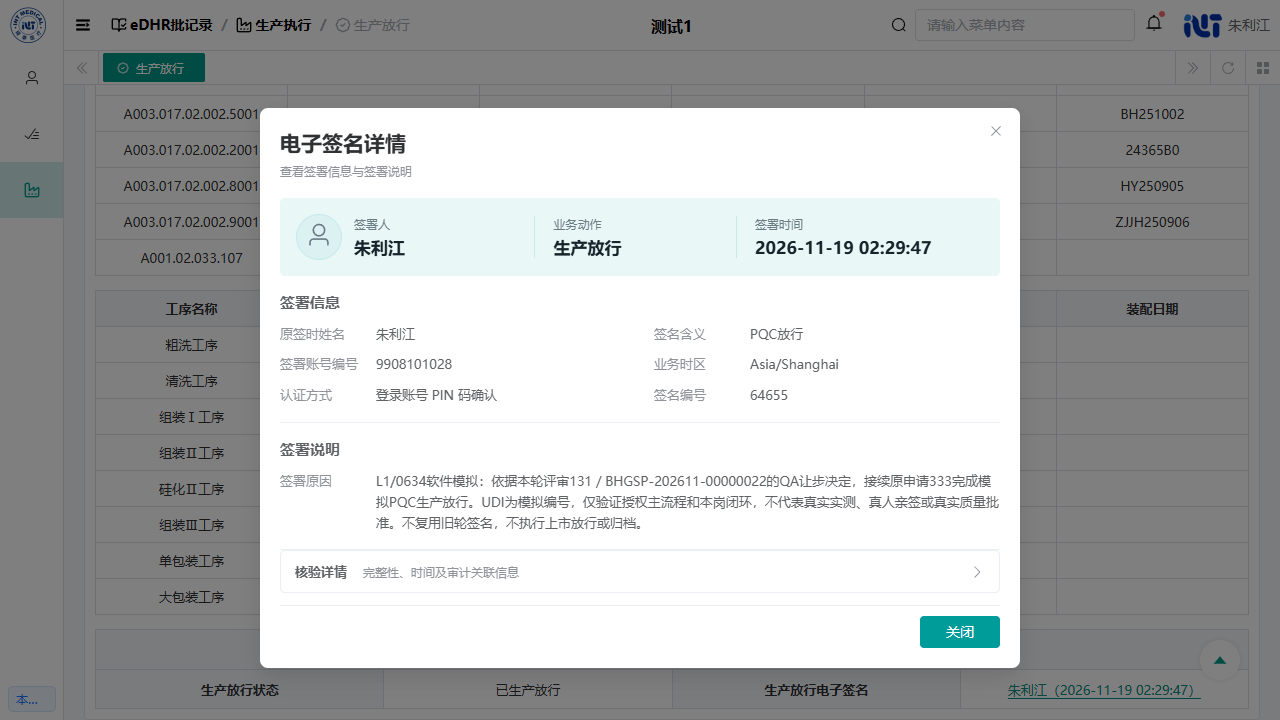 eDHR批记录 / 生产执行 / 生产放行
测试1
请输入菜单内容
朱利江
生产放行
A003.017.02.002.5001
BH251002
A003.017.02.002.2001
24365B0
A003.017.02.002.8001
HY250905
A003.017.02.002.9001
ZJJH250906
A001.02.033.107
工序名称
装配日期
粗洗工序
清洗工序
组装Ⅰ工序
组装Ⅱ工序
硅化Ⅱ工序
组装Ⅲ工序
单包装工序
大包装工序
电子签名详情
查看签署信息与签署说明
签署人
朱利江
业务动作
生产放行
签署时间
2026-11-19 02:29:47
签署信息
原签时姓名 朱利江
签名含义 PQC放行
签署账号编号 9908101028
业务时区 Asia/Shanghai
认证方式 登录账号 PIN 码确认
签名编号 64655
签署说明
签署原因 L1/0634软件模拟：依据本轮评审131 / BHGSP-202611-00000022的QA让步决定，接续原申请333完成模
拟PQC生产放行。UDI为模拟编号，仅验证授权主流程和本岗闭环，不代表真实实测、真人亲签或真实质量批
准。不复用旧轮签名，不执行上市放行或归档。
核验详情 完整性、时间及审计关联信息
关闭
生产放行状态 已生产放行 生产放行电子签名 朱利江（2026-11-19 02:29:47）
本...